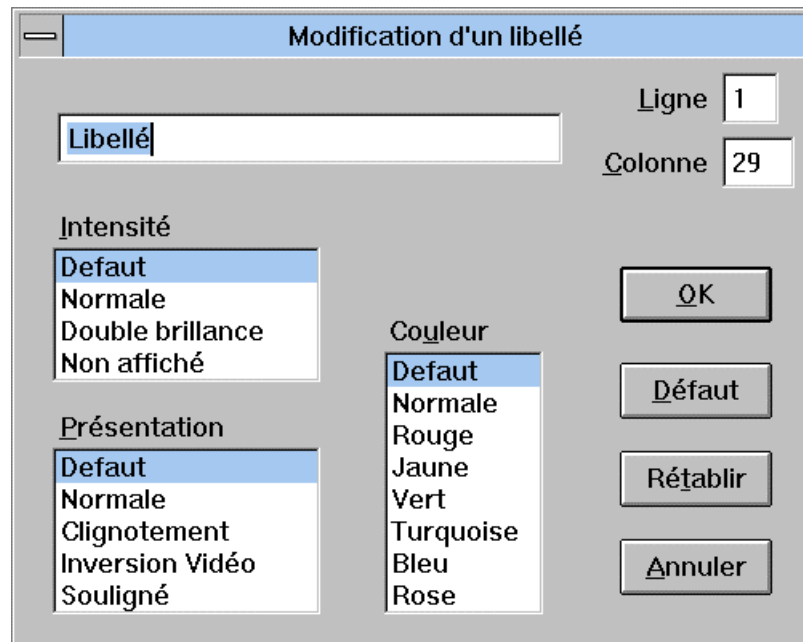 Modification d'un libellé
Ligne 1
Libellé
Colonne 29
Intensité
Defaut
Normale
Double brillance
Non affiché
Présentation
Defaut
Normale
Clignotement
Inversion Vidéo
Souligné
Couleur
Defaut
Normale
Rouge
Jaune
Vert
Turquoise
Bleu
Rose
OK
Défaut
Rétablir
Annuler